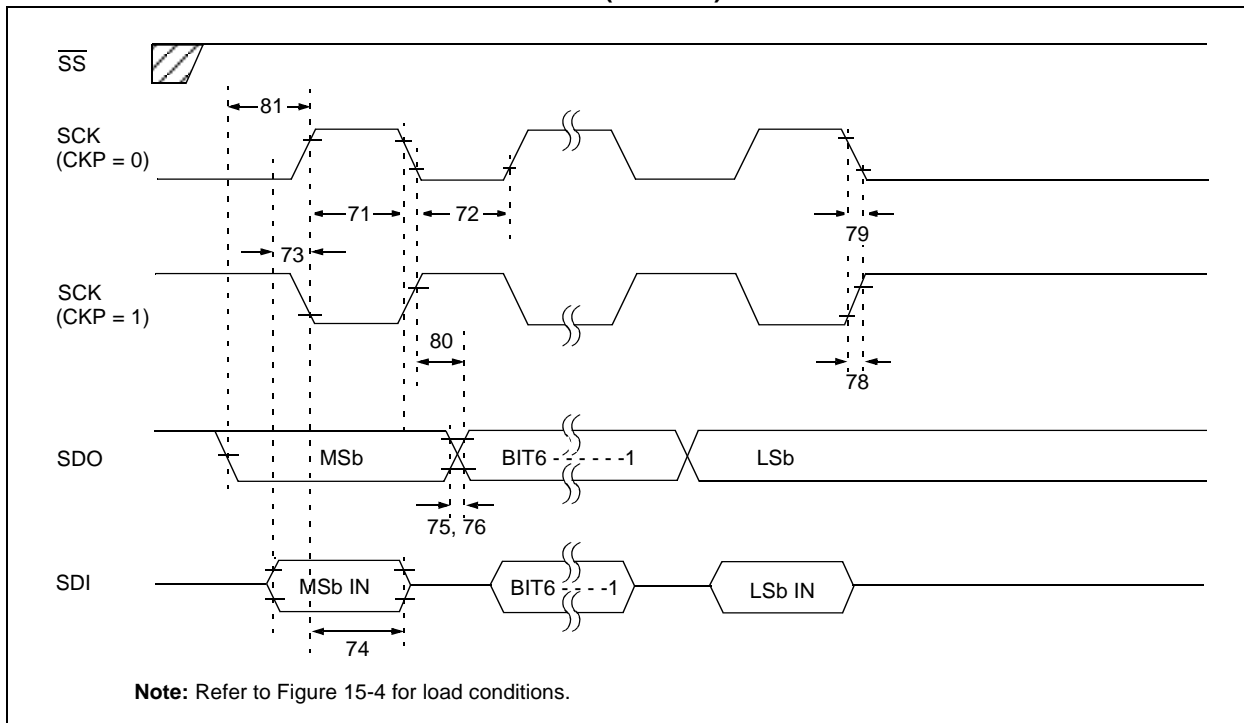 SS
81
SCK
(CKP = 0)
71
72
79
73
SCK
(CKP = 1)
80
78
SDO
MSb
BIT6 - - - - - -1
LSb
75, 76
SDI
MSb IN
BIT6 - - - -1
LSb IN
74
Note: Refer to Figure 15-4 for load conditions.